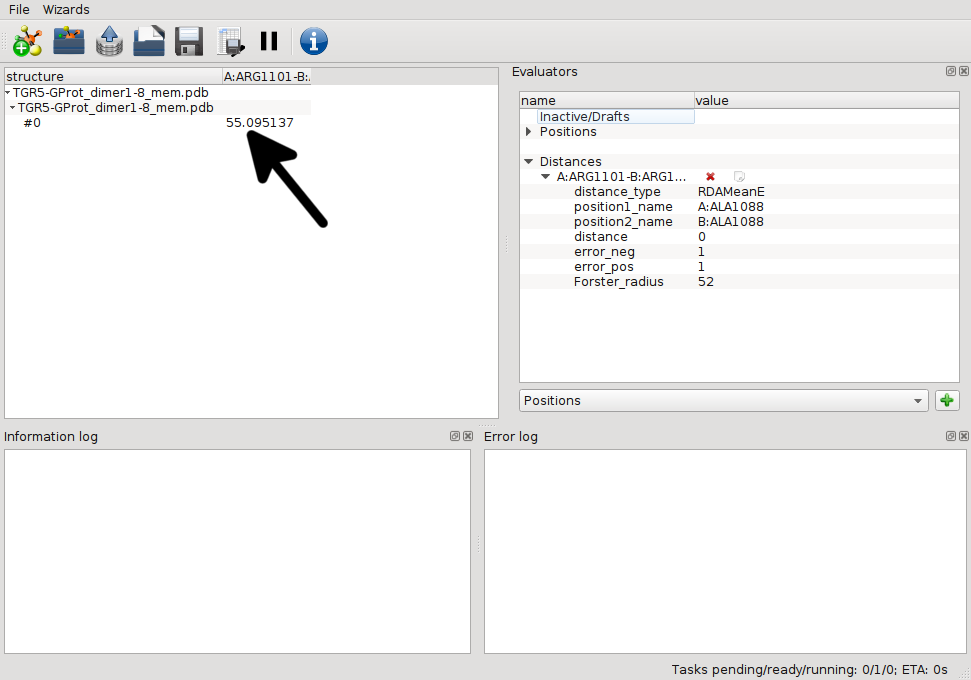 File Wizards
structure A:ARG1101-B:.
TGR5-GProt_dimer1-8_mem.pdb
TGR5-GProt_dimer1-8_mem.pdb
#0 55.095137
Evaluators
name value
Inactive/Drafts
Positions
Distances
A:ARG1101-B:ARG1...
distance_type RDAMeanE
position1_name A:ALA1088
position2_name B:ALA1088
distance 0
error_neg 1
error_pos 1
Forster_radius 52
Positions
Information log
Error log
Tasks pending/ready/running: 0/1/0; ETA: 0s